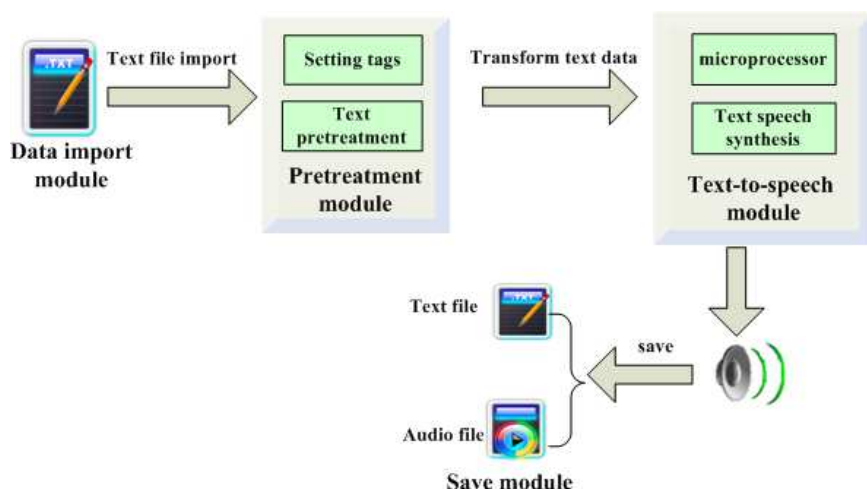 .TXT
Data import
module
Text file import
Setting tags
Text
pretreatment
Pretreatment
module
Transform text data
microprocessor
Text speech
synthesis
Text-to-speech
module
Text file
.TXT
save
Audio file
Save module